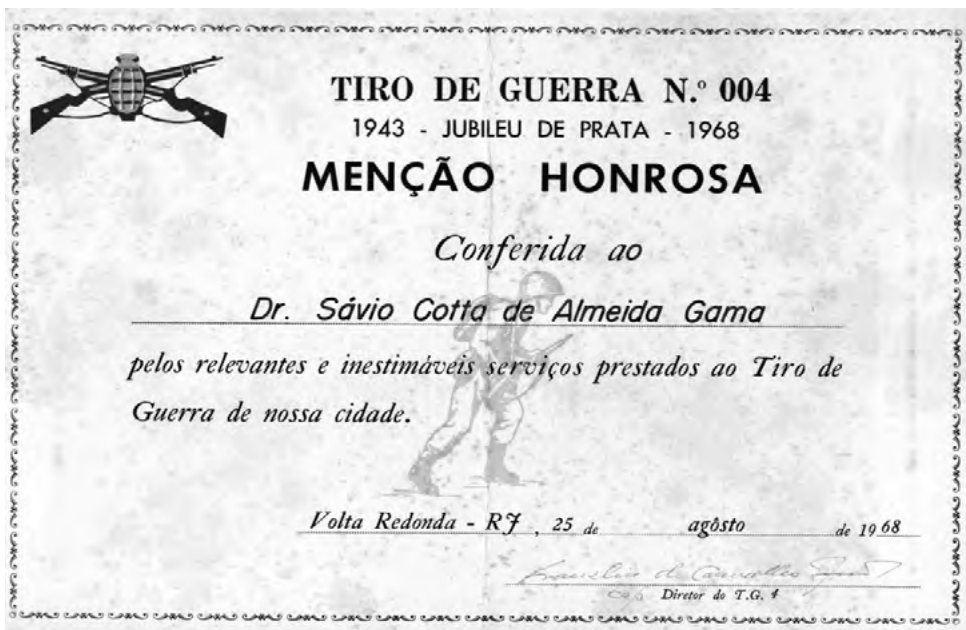 TIRO DE GUERRA N.º 004
1943 - JUBILEU DE PRATA - 1968
MENÇÃO HONROSA
Conferida ao
Dr. Sávio Cotta de Almeida Gama
pelos relevantes e inestimáveis serviços prestados ao Tiro de
Guerra de nossa cidade.
Volta Redonda - RJ , 25 de agôsto de 1968
de Carvalho
Diretor do T.G. 4